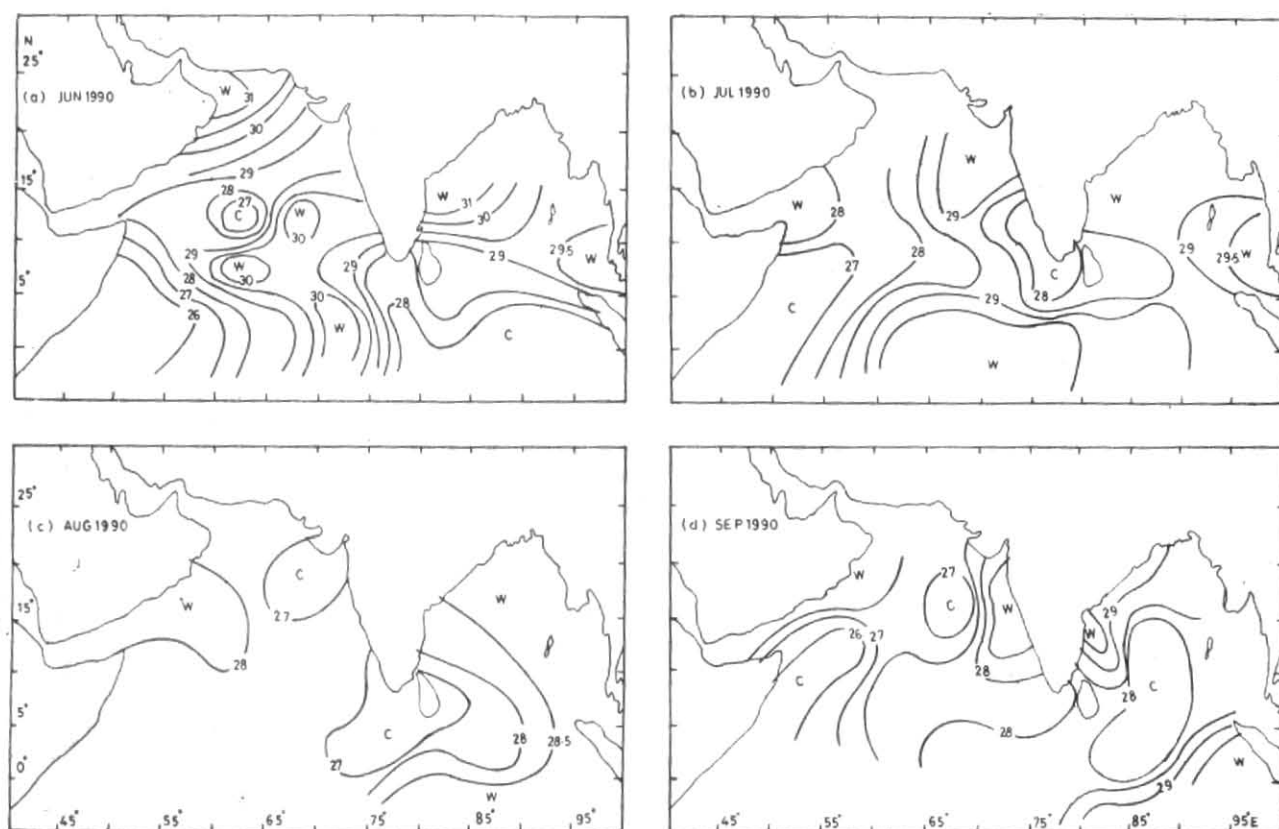 N
25°
(a) JUN 1990
W
31
30
29
15°
28
27
C
W
30
W
31
30
29
W
30
5°
28
27
26
29
30
W
28
29
29·5
W
C
(b) JUL 1990
W
W
W
28
29
28
27
C
C
28
29
29
29·5
W
W
25°
(c) AUG 1990
C
27
W
W
15°
28
5°
C
28
28·5
27
0°
W
45°
55°
65°
75°
85°
95°
(d) SEP 1990
W
27
C
W
29
W
26
27
C
28
28
C
28
29
W
45°
55
65°
75°
85°
95°E